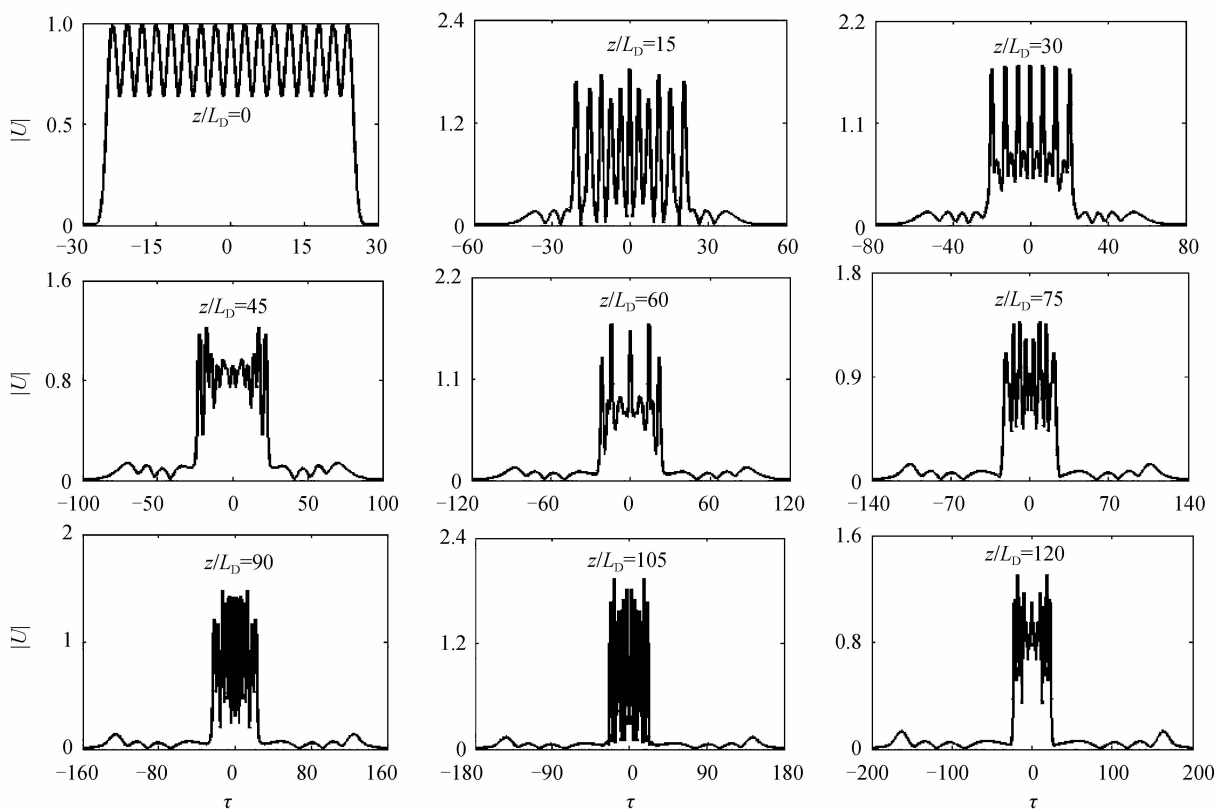 1.0
0.5
0
|U|
z/L_D=0
−30 −15 0 15 30
2.4
1.2
0
z/L_D=15
−60 −30 0 30 60
2.2
1.1
0
z/L_D=30
−80 −40 0 40 80
1.6
0.8
0
|U|
z/L_D=45
−100 −50 0 50 100
2.2
1.1
0
z/L_D=60
−120 −60 0 60 120
1.8
0.9
0
z/L_D=75
−140 −70 0 70 140
2
1
0
|U|
z/L_D=90
−160 −80 0 80 160
τ
2.4
1.2
0
z/L_D=105
−180 −90 0 90 180
τ
1.6
0.8
0
z/L_D=120
−200 −100 0 100 200
τ